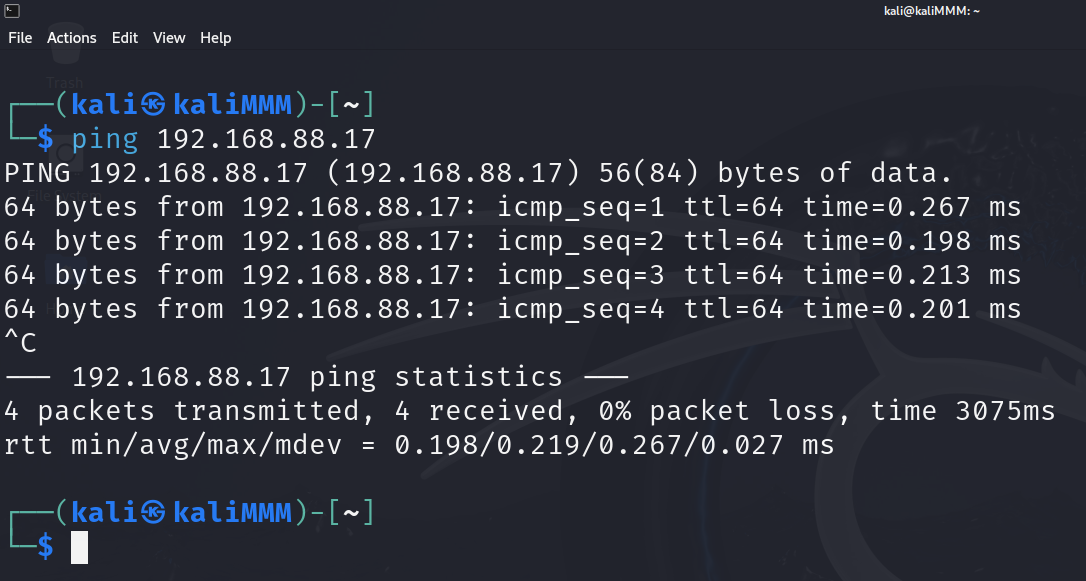 kali@kaliMMM: ~
File Actions Edit View Help
Trash
┌──(kali㉿kaliMMM)-[~]
└─$ ping 192.168.88.17
PING 192.168.88.17 (192.168.88.17) 56(84) bytes of data.
File System
64 bytes from 192.168.88.17: icmp_seq=1 ttl=64 time=0.267 ms
64 bytes from 192.168.88.17: icmp_seq=2 ttl=64 time=0.198 ms
64 bytes from 192.168.88.17: icmp_seq=3 ttl=64 time=0.213 ms
64 bytes from 192.168.88.17: icmp_seq=4 ttl=64 time=0.201 ms
^C
--- 192.168.88.17 ping statistics ---
4 packets transmitted, 4 received, 0% packet loss, time 3075ms
rtt min/avg/max/mdev = 0.198/0.219/0.267/0.027 ms
┌──(kali㉿kaliMMM)-[~]
└─$